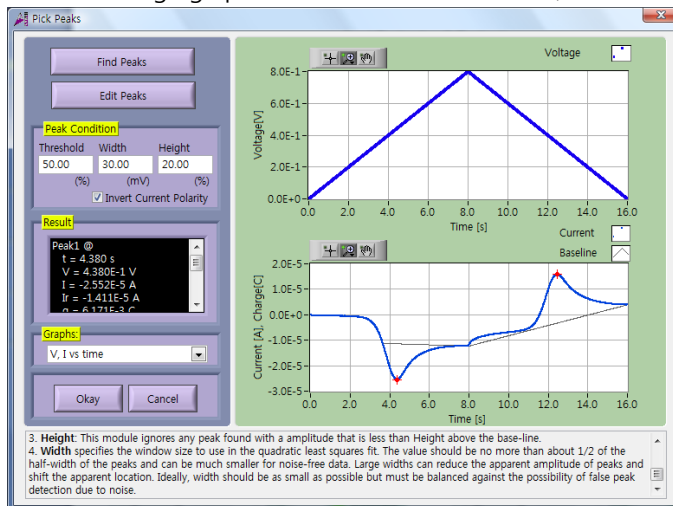 Pick Peaks
Find Peaks
Edit Peaks
Peak Condition
Threshold Width Height
50.00 30.00 20.00
(%) (mV) (%)
Invert Current Polarity
Result
Peak1 @
t = 4.380 s
V = 4.380E-1 V
I = -2.552E-5 A
Ir = -1.411E-5 A
q = 6.171E-3 C
Graphs:
V, I vs time
Okay Cancel
Voltage
8.0E-1
6.0E-1
4.0E-1
2.0E-1
0.0E+0
Voltage[V]
0.0 2.0 4.0 6.0 8.0 10.0 12.0 14.0 16.0
Time [s]
Current
Baseline
2.0E-5
1.0E-5
0.0E+0
-1.0E-5
-2.0E-5
-3.0E-5
Current [A], Charge[C]
0.0 2.0 4.0 6.0 8.0 10.0 12.0 14.0 16.0
Time [s]
3. Height: This module ignores any peak found with a amplitude that is less than Height above the base-line.
4. Width specifies the window size to use in the quadratic least squares fit. The value should be no more than about 1/2 of the
half-width of the peaks and can be much smaller for noise-free data. Large widths can reduce the apparent amplitude of peaks and
shift the apparent location. Ideally, width should be as small as possible but must be balanced against the possibility of false peak
detection due to noise.